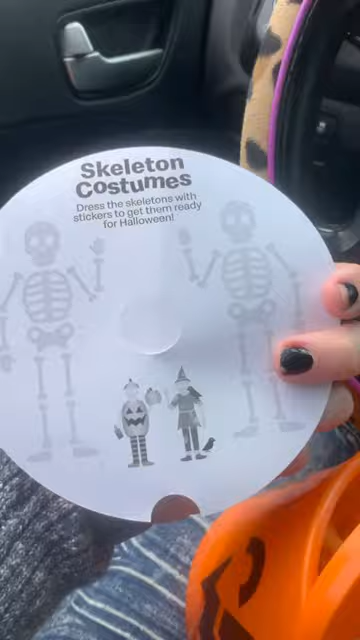 Skeleton
Costumes
Dress the skeletons with
stickers to get them ready
for Halloween!